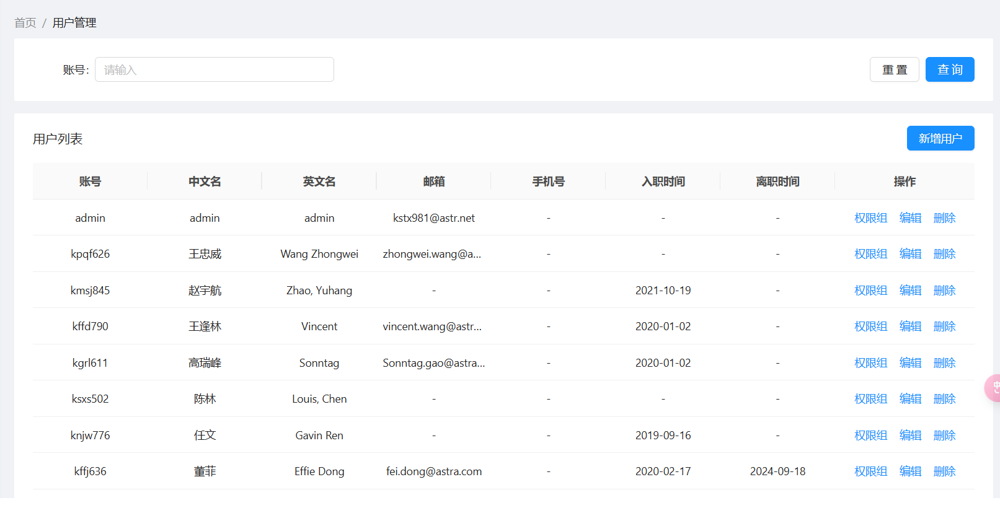 首页 / 用户管理
账号: 请输入 重 置 查 询
用户列表 新增用户
账号 中文名 英文名 邮箱 手机号 入职时间 离职时间 操作
admin admin admin kstx981@astr.net - - - 权限组 编辑 删除
kpqf626 王忠威 Wang Zhongwei zhongwei.wang@a... - - - 权限组 编辑 删除
kmsj845 赵宇航 Zhao, Yuhang - - 2021-10-19 - 权限组 编辑 删除
kffd790 王逢林 Vincent vincent.wang@astr... - 2020-01-02 - 权限组 编辑 删除
kgrl611 高瑞峰 Sonntag Sonntag.gao@astra... - 2020-01-02 - 权限组 编辑 删除
ksxs502 陈林 Louis, Chen - - - - 权限组 编辑 删除
knjw776 任文 Gavin Ren - - 2019-09-16 - 权限组 编辑 删除
kffj636 董菲 Effie Dong fei.dong@astra.com - 2020-02-17 2024-09-18 权限组 编辑 删除